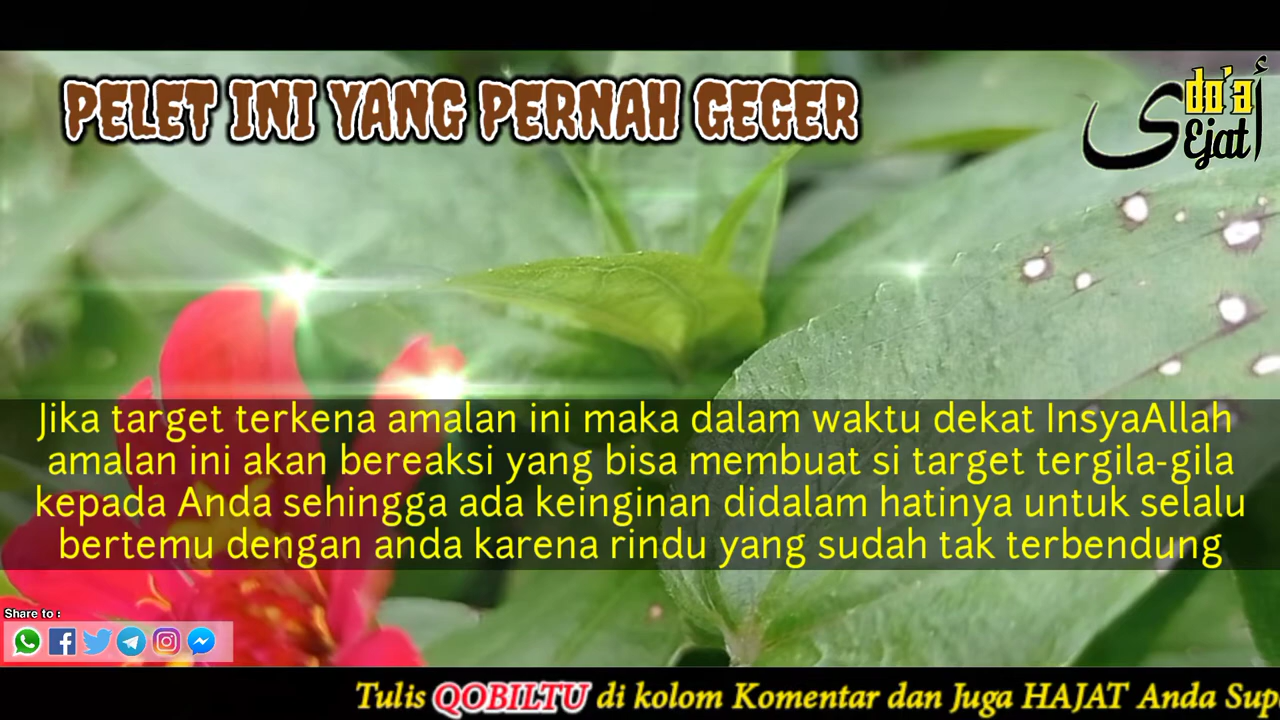 PELET INI YANG PERNAH GEGER
do'a
Ejati
Jika target terkena amalan ini maka dalam waktu dekat InsyaAllah
amalan ini akan bereaksi yang bisa membuat si target tergila-gila
kepada Anda sehingga ada keinginan didalam hatinya untuk selalu
bertemu dengan anda karena rindu yang sudah tak terbendung
Share to :
Tulis QOBILTU di kolom Komentar dan Juga HAJAT Anda Sup